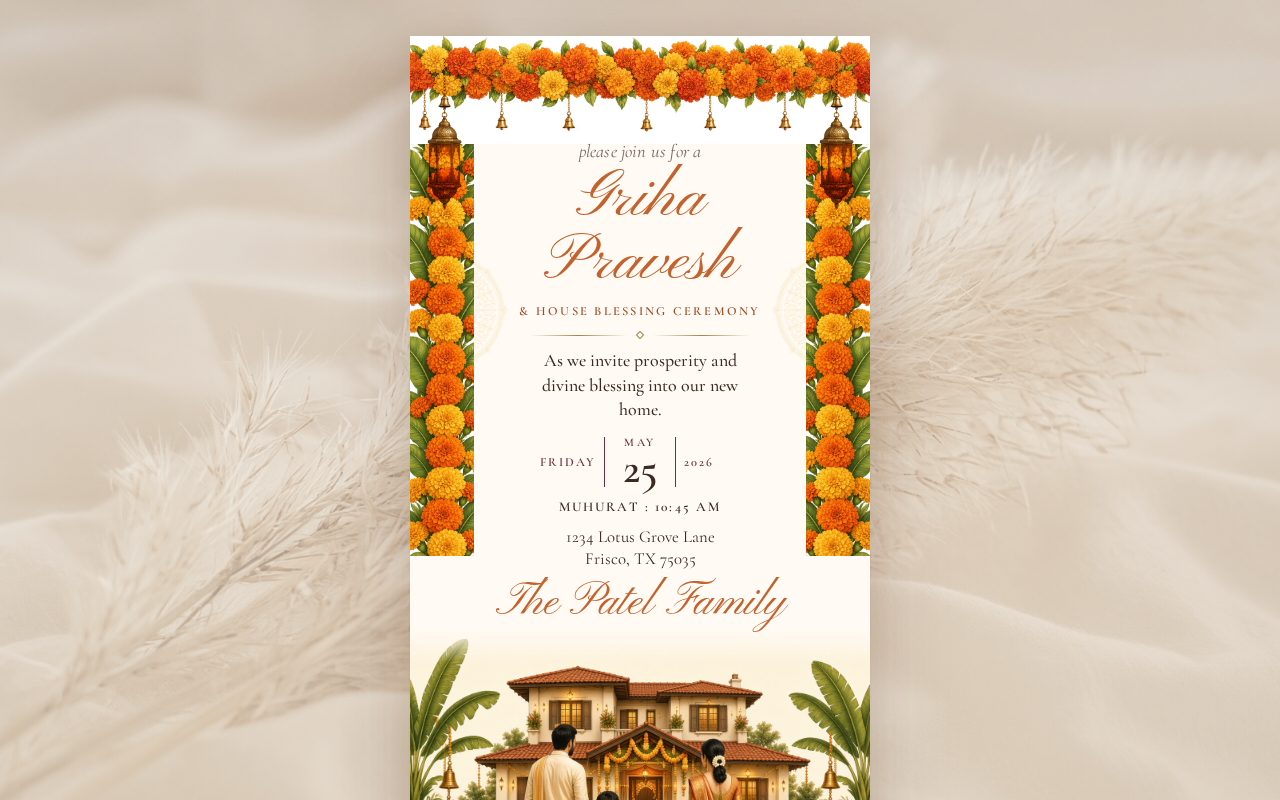 please join us for a
Griha
Pravesh
& HOUSE BLESSING CEREMONY
As we invite prosperity and
divine blessing into our new
home.
MAY
FRIDAY 25 2026
MUHURAT : 10:45 AM
1234 Lotus Grove Lane
Frisco, TX 75035
The Patel Family